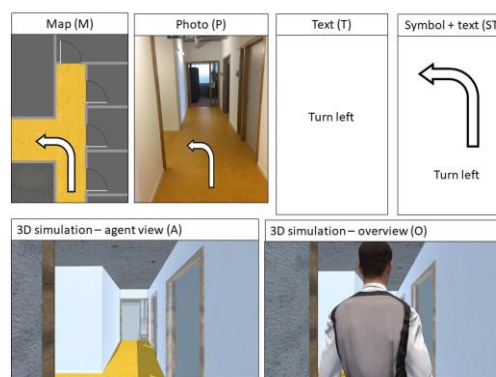 Map (M)
Photo (P)
Text (T)
Symbol + text (ST
Turn left
Turn left
3D simulation – agent view (A)
3D simulation – overview (O)